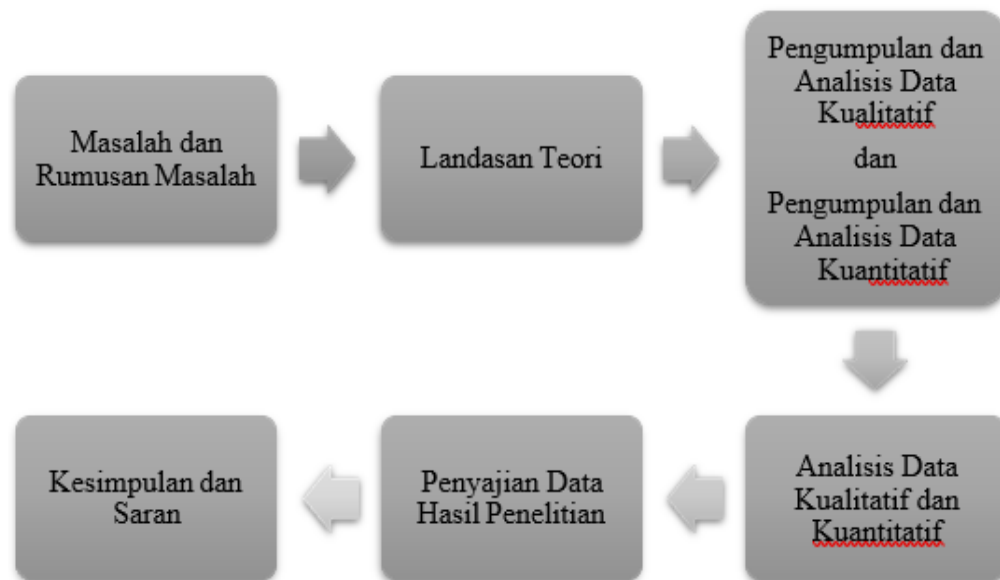 Masalah dan
Rumusan Masalah
Landasan Teori
Pengumpulan dan
Analisis Data
Kualitatif
dan
Pengumpulan dan
Analisis Data
Kuantitatif
Analisis Data
Kualitatif dan
Kuantitatif
Penyajian Data
Hasil Penelitian
Kesimpulan dan
Saran